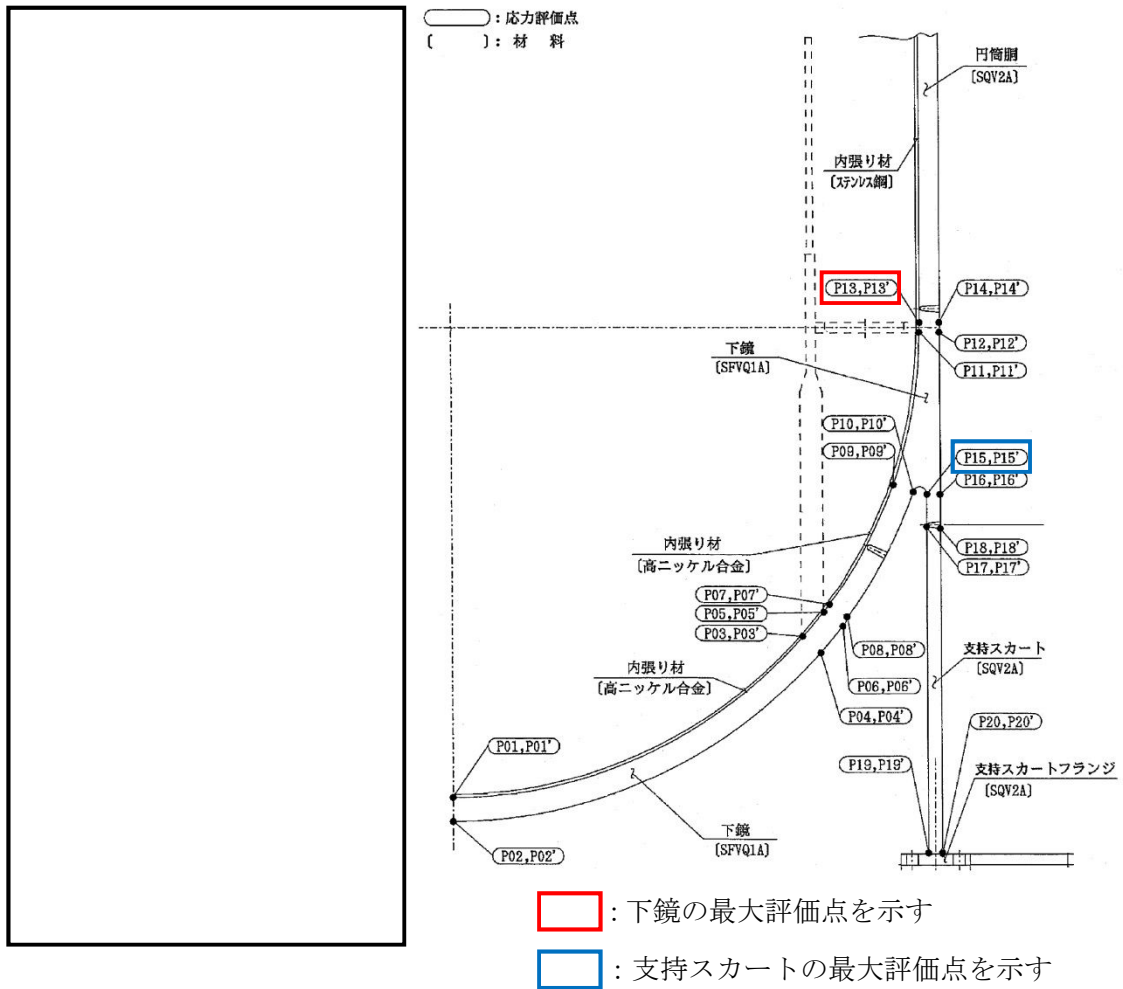 ：応力評価点
〔　　〕：材　料
円筒胴
〔SQV2A〕
内張り材
〔ステンレス鋼〕
P13,P13'
P14,P14'
P12,P12'
下鏡
〔SFVQ1A〕
P11,P11'
P10,P10'
P09,P09'
P15,P15'
P16,P16'
内張り材
〔高ニッケル合金〕
P18,P18'
P17,P17'
P07,P07'
P05,P05'
P03,P03'
P08,P08'
支持スカート
〔SQV2A〕
内張り材
〔高ニッケル合金〕
P06,P06'
P04,P04'
P20,P20'
P01,P01'
P19,P19'
支持スカートフランジ
〔SQV2A〕
下鏡
〔SFVQ1A〕
P02,P02'
：下鏡の最大評価点を示す
：支持スカートの最大評価点を示す